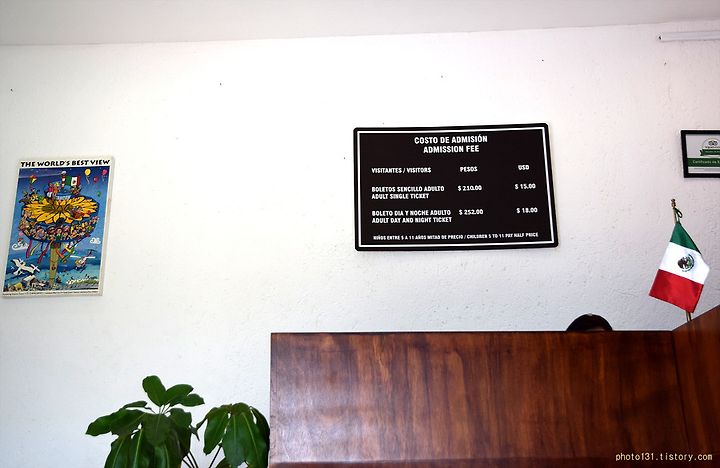 THE WORLD'S BEST VIEW
COSTO DE ADMISIÓN
ADMISSION FEE
VISITANTES / VISITORS PESOS USD
BOLETOS SENCILLO ADULTO $ 210.00 $ 15.00
ADULT SINGLE TICKET
BOLETO DIA Y NOCHE ADULTO $ 252.00 $ 18.00
ADULT DAY AND NIGHT TICKET
NIÑOS ENTRE 5 A 11 AÑOS MITAD DE PRECIO / CHILDREN 5 TO 11 PAY HALF PRICE
photo131.tistory.com